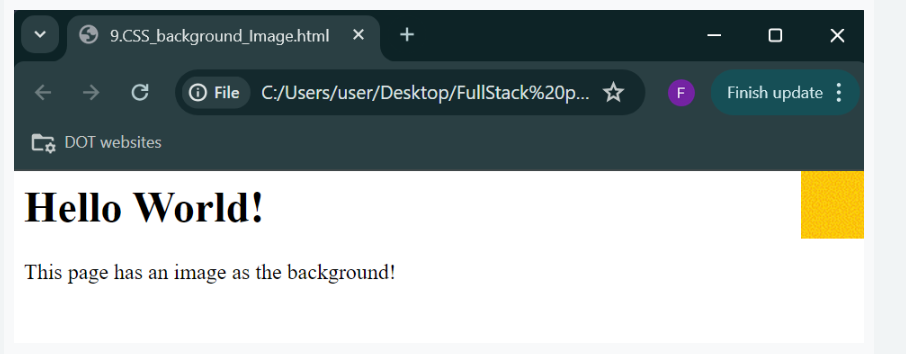 9.CSS_background_Image.html
File C:/Users/user/Desktop/FullStack%20p... F Finish update
DOT websites
Hello World!
This page has an image as the background!